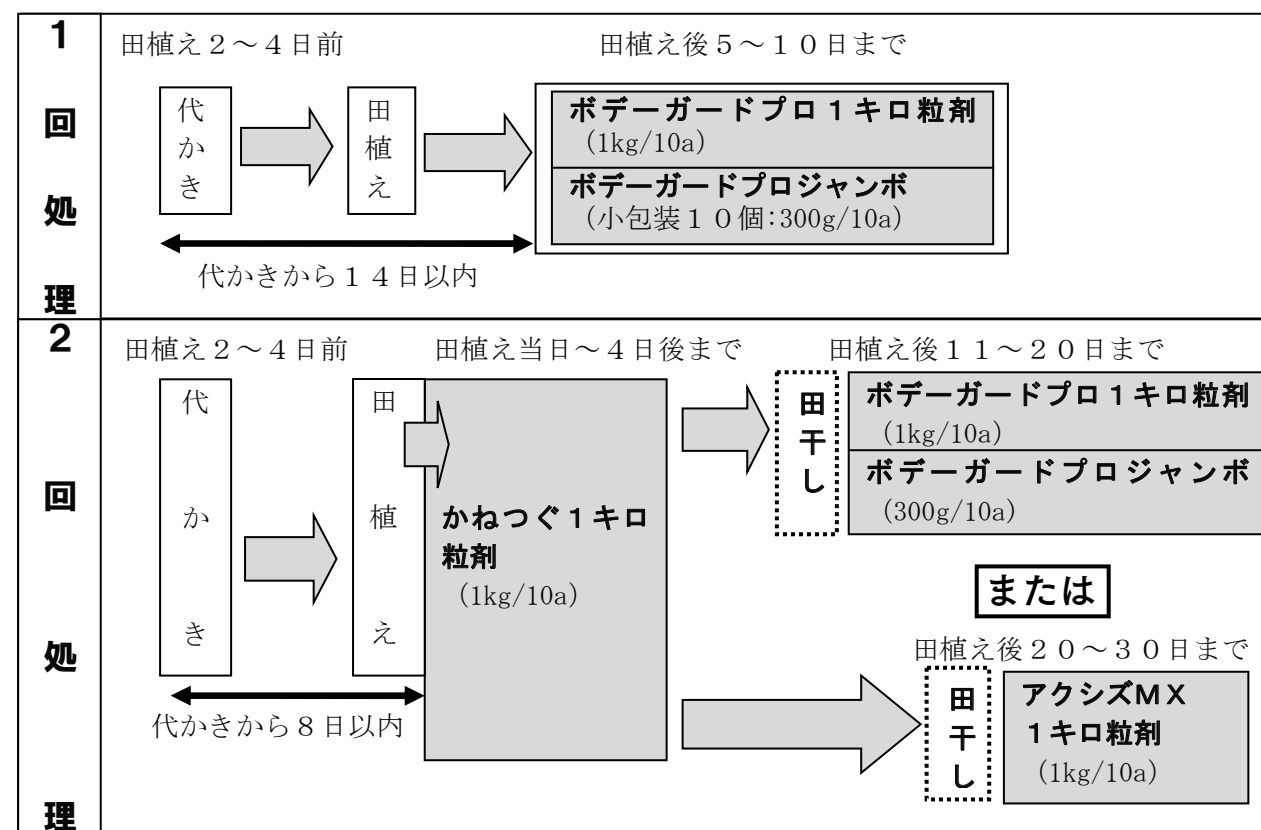 1
回
処
理
田植え2～4日前
田植え後5～10日まで
代かき
田植え
ボデーガードプロ1キロ粒剤
（1kg/10a）
ボデーガードプロジャンボ
（小包装10個:300g/10a）
代かきから14日以内
2
回
処
理
田植え2～4日前
田植え当日～4日後まで
田植え後11～20日まで
代かき
田植え
かねつぐ1キロ
粒剤
（1kg/10a）
田干し
ボデーガードプロ1キロ粒剤
（1kg/10a）
ボデーガードプロジャンボ
（300g/10a）
または
田植え後20～30日まで
田干し
アクシズMX
1キロ粒剤
（1kg/10a）
代かきから8日以内